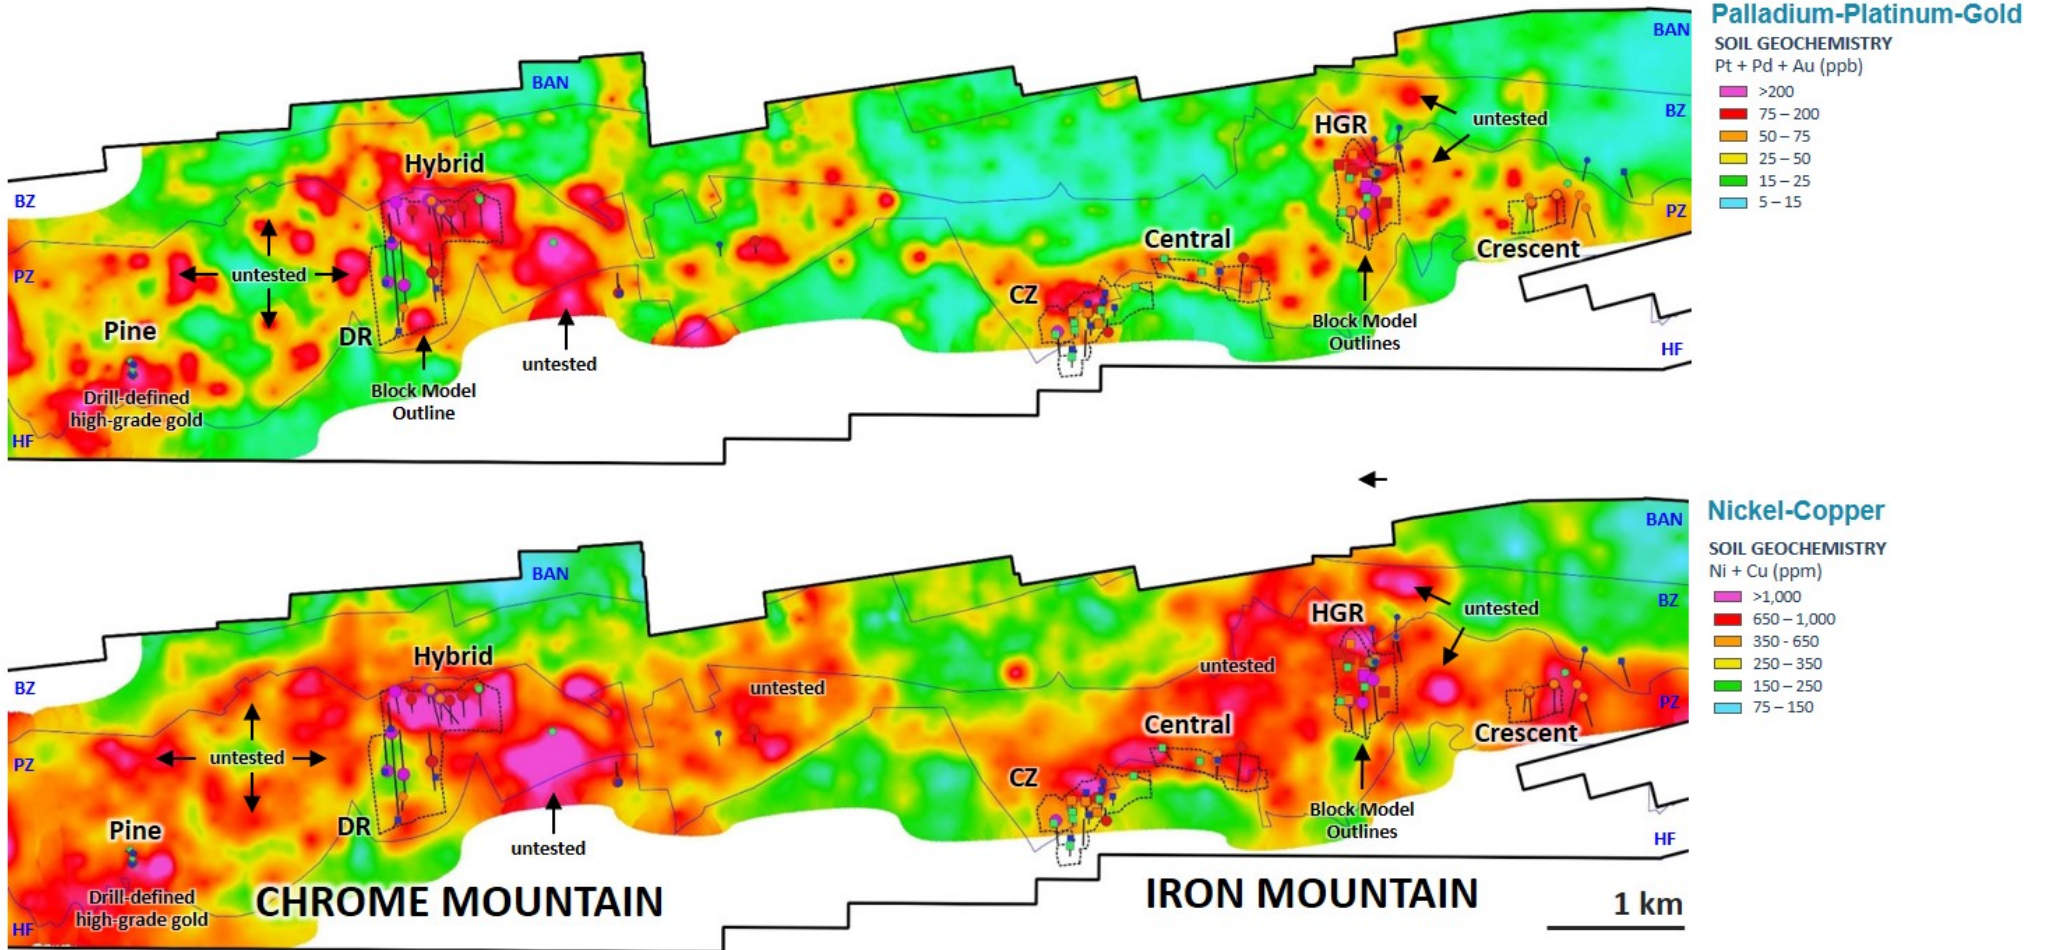 Palladium-Platinum-Gold
SOIL GEOCHEMISTRY
Pt + Pd + Au (ppb)
>200
75 – 200
50 – 75
25 – 50
15 – 25
5 – 15
BAN
BAN
BZ
BZ
PZ
PZ
HF
HF
Hybrid
HGR
untested
untested
Central
Crescent
CZ
Pine
DR
Drill-defined
high-grade gold
Block Model
Outline
untested
Block Model
Outlines
Nickel-Copper
SOIL GEOCHEMISTRY
Ni + Cu (ppm)
>1,000
650 – 1,000
350 - 650
250 – 350
150 – 250
75 – 150
BAN
BAN
BZ
BZ
PZ
PZ
HF
HF
Hybrid
HGR
untested
untested
untested
untested
Central
Crescent
CZ
Pine
DR
untested
Block Model
Outlines
Drill-defined
high-grade gold
CHROME MOUNTAIN
IRON MOUNTAIN
1 km